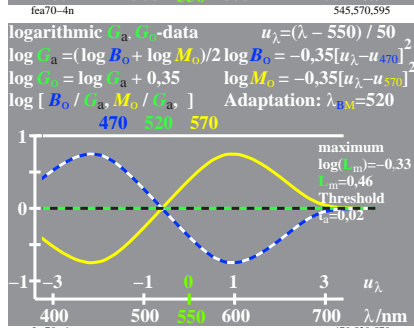 fea70-4n 545,570,595
logarithmic Ga, Go-data uλ=(λ − 550) / 50
log Ga =(log Bo + log Mo)/2 log Bo = −0,35[uλ−u470]²
log Go = log Ga + 0,35 log Mo = −0,35[uλ−u570]²
log [ Bo / Ga, Mo / Ga, ] Adaptation: λBM=520
470 520 570
1
maximum
log(Lm)=−0.33
Lm=0,46
Threshold
ta=0,02
0
−1 −3 −1 0 1 3 uλ
400 500 550 600 700 λ/nm